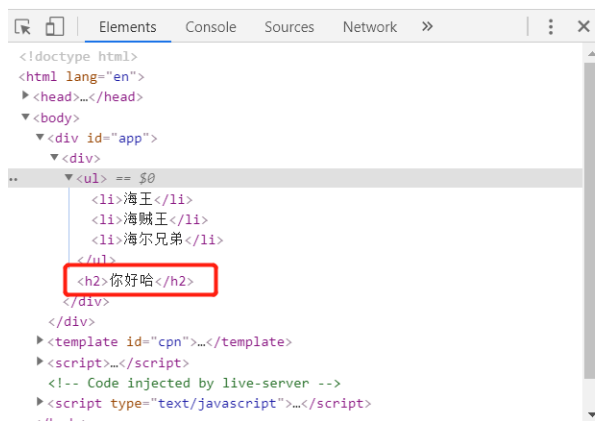 Elements Console Sources Network »
<!doctype html>
<html lang="en">
<head>…</head>
<body>
<div id="app">
<div>
<ul> == $0
<li>海王</li>
<li>海贼王</li>
<li>海尔兄弟</li>
</ul>
<h2>你好哈</h2>
</div>
</div>
<template id="cpn">…</template>
<script>…</script>
<!-- Code injected by live-server -->
<script type="text/javascript">…</script>